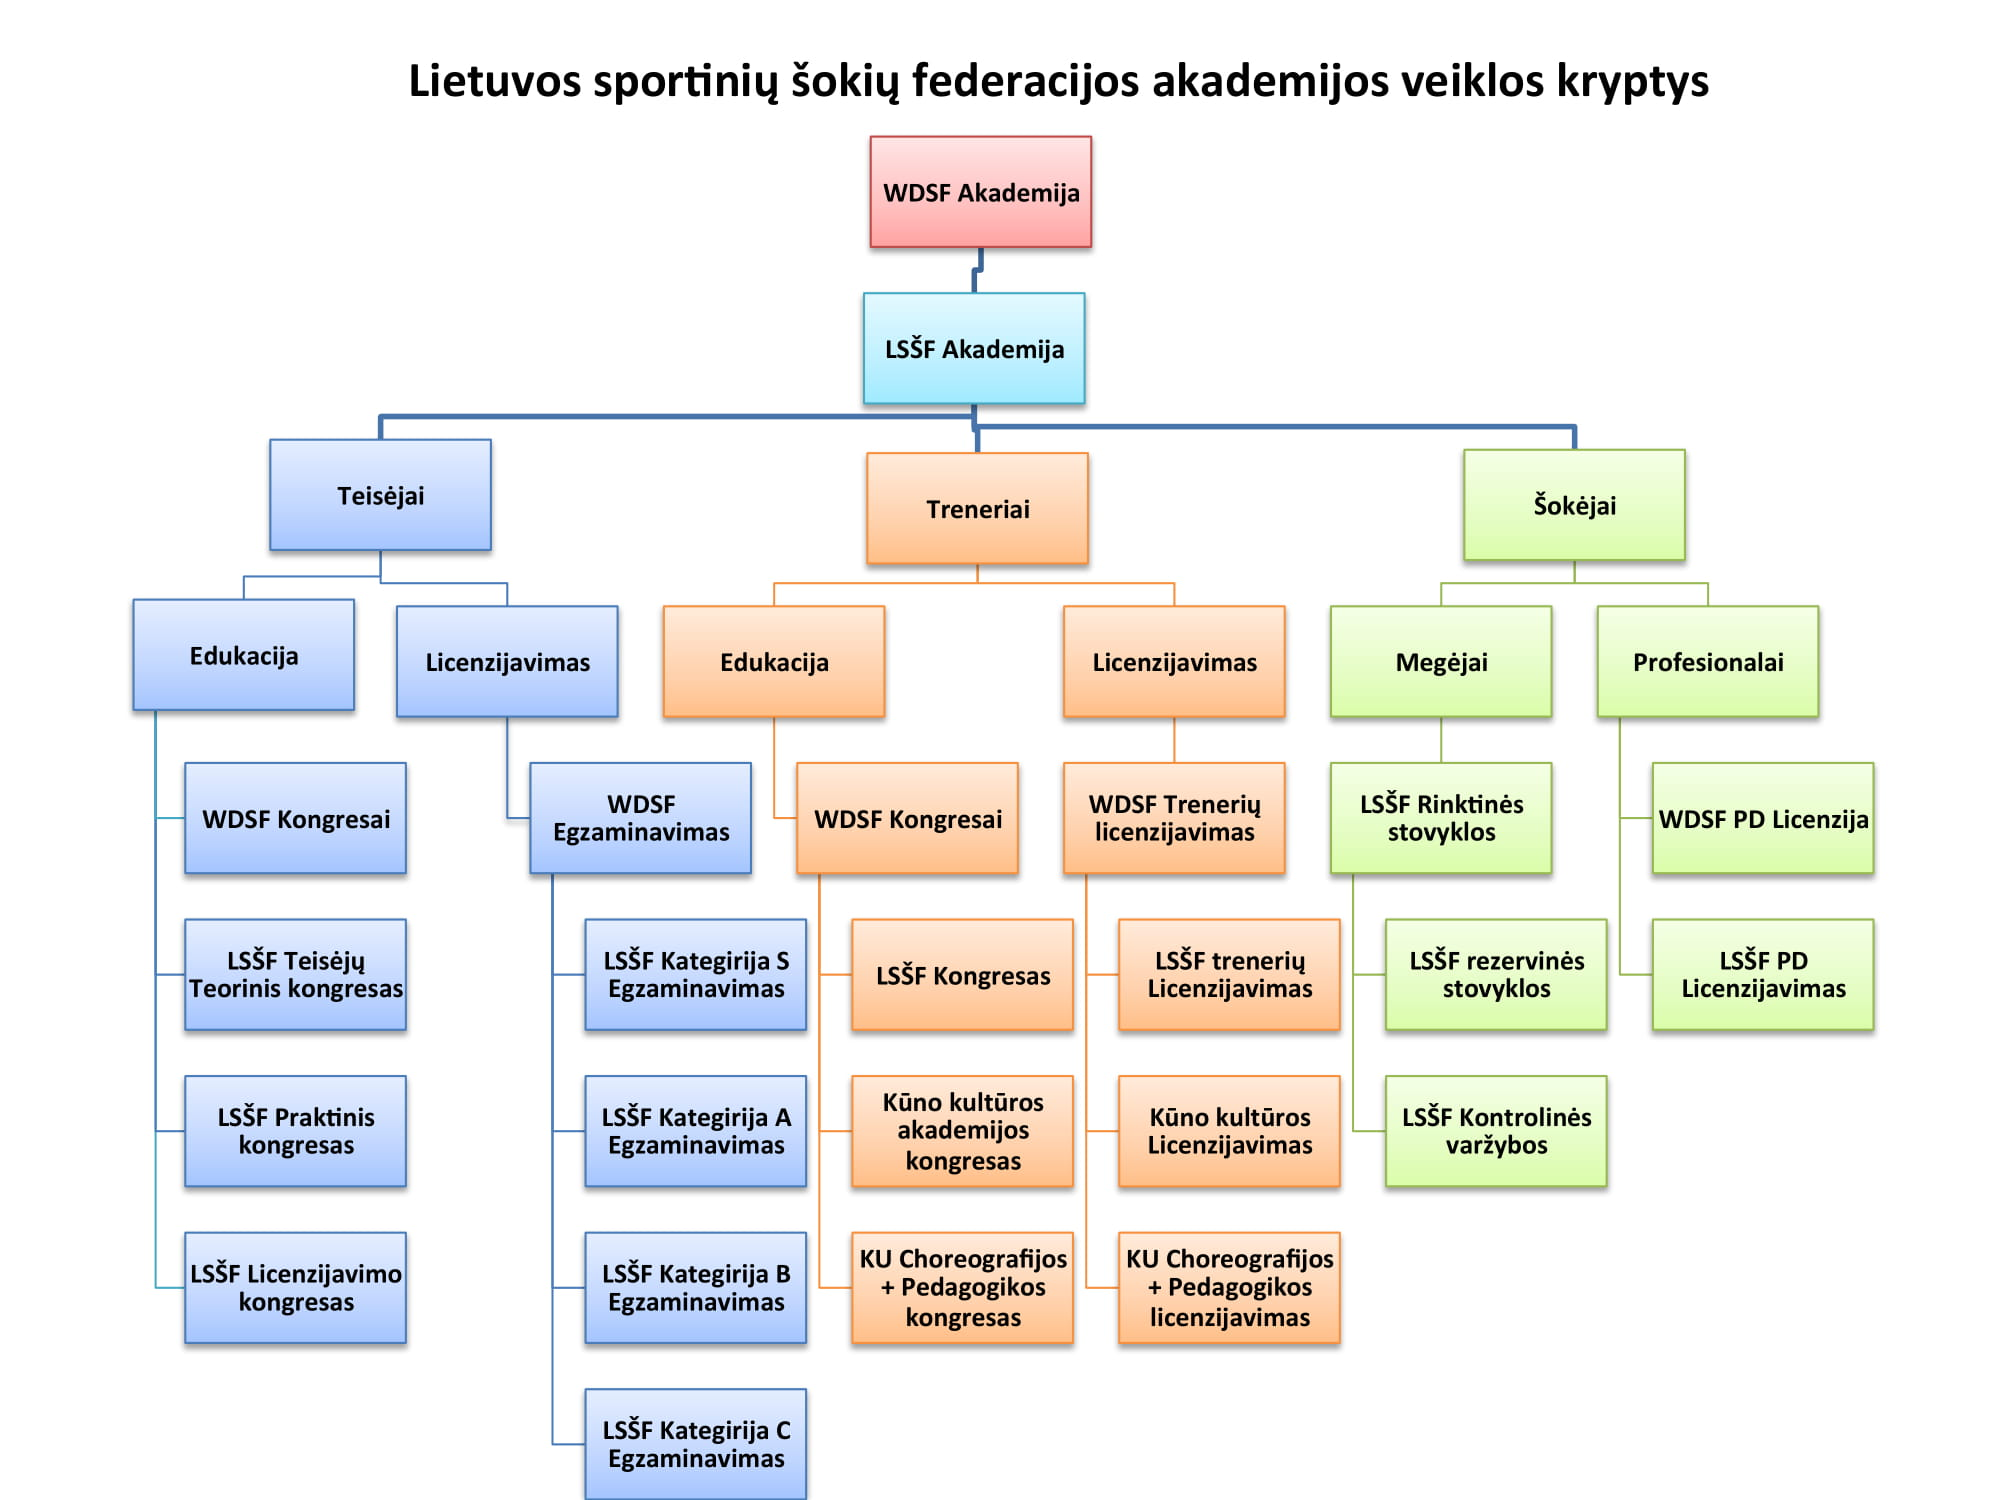 Lietuvos sportinių šokių federacijos akademijos veiklos kryptys
WDSF Akademija
LSŠF Akademija
Teisėjai
Treneriai
Šokėjai
Edukacija
Licenzijavimas
Edukacija
Licenzijavimas
Megėjai
Profesionalai
WDSF Kongresai
WDSF
Egzaminavimas
WDSF Kongresai
WDSF Trenerių
licenzijavimas
LSŠF Rinktinės
stovyklos
WDSF PD Licenzija
LSŠF Teisėjų
Teorinis kongresas
LSŠF Kategirija S
Egzaminavimas
LSŠF Kongresas
LSŠF trenerių
Licenzijavimas
LSŠF rezervinės
stovyklos
LSŠF PD
Licenzijavimas
LSŠF Praktinis
kongresas
LSŠF Kategirija A
Egzaminavimas
Kūno kultūros
akademijos
kongresas
Kūno kultūros
Licenzijavimas
LSŠF Kontrolinės
varžybos
LSŠF Licenzijavimo
kongresas
LSŠF Kategirija B
Egzaminavimas
KU Choreografijos
+ Pedagogikos
kongresas
KU Choreografijos
+ Pedagogikos
licenzijavimas
LSŠF Kategirija C
Egzaminavimas